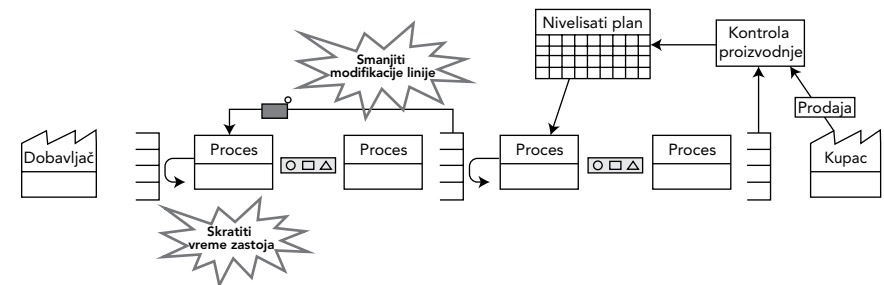 Nivelisati plan
Kontrola
proizvodnje
Smanjiti
modifikacije linije
Prodaja
Dobavljač
Proces
Proces
Proces
Proces
Kupac
Skratiti
vreme zastoja